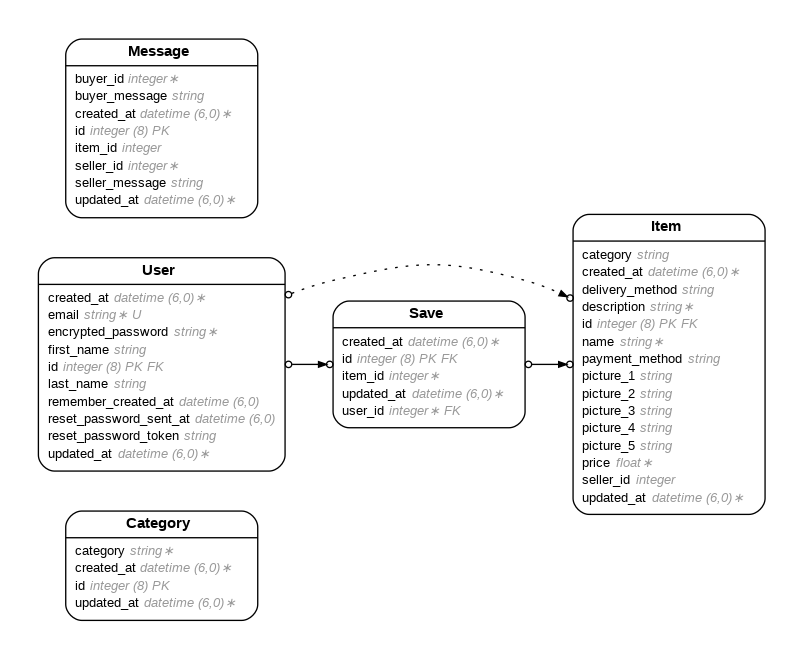 Message
buyer_id integer∗
buyer_message string
created_at datetime (6,0)∗
id integer (8) PK
item_id integer
seller_id integer∗
seller_message string
updated_at datetime (6,0)∗
User
created_at datetime (6,0)∗
email string∗ U
encrypted_password string∗
first_name string
id integer (8) PK FK
last_name string
remember_created_at datetime (6,0)
reset_password_sent_at datetime (6,0)
reset_password_token string
updated_at datetime (6,0)∗
Category
category string∗
created_at datetime (6,0)∗
id integer (8) PK
updated_at datetime (6,0)∗
Save
created_at datetime (6,0)∗
id integer (8) PK FK
item_id integer∗
updated_at datetime (6,0)∗
user_id integer∗ FK
Item
category string
created_at datetime (6,0)∗
delivery_method string
description string∗
id integer (8) PK FK
name string∗
payment_method string
picture_1 string
picture_2 string
picture_3 string
picture_4 string
picture_5 string
price float∗
seller_id integer
updated_at datetime (6,0)∗